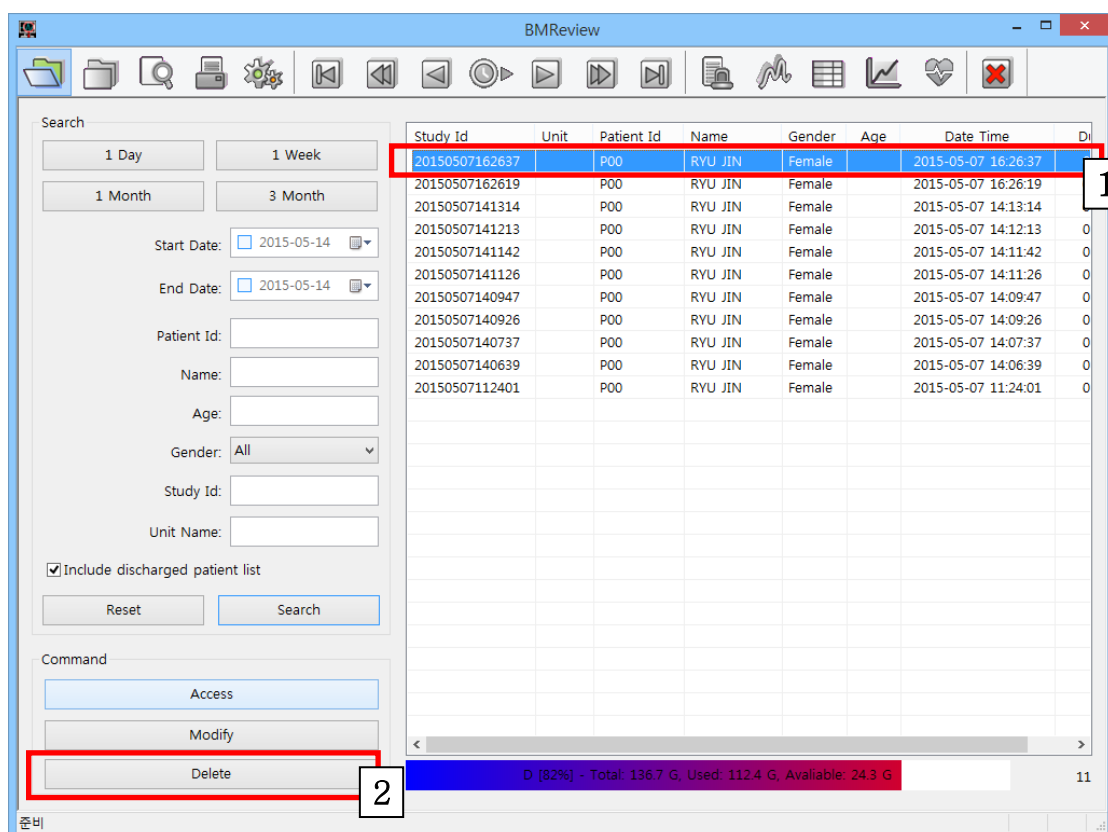 BMReview
Search
1 Day 1 Week
1 Month 3 Month
Start Date: 2015-05-14
End Date: 2015-05-14
Patient Id:
Name:
Age:
Gender: All
Study Id:
Unit Name:
Include discharged patient list
Reset Search
Command
Access
Modify
Delete
2
Study Id Unit Patient Id Name Gender Age Date Time
20150507162637 P00 RYU JIN Female 2015-05-07 16:26:37
1
20150507162619 P00 RYU JIN Female 2015-05-07 16:26:19
20150507141314 P00 RYU JIN Female 2015-05-07 14:13:14
20150507141213 P00 RYU JIN Female 2015-05-07 14:12:13 0
20150507141142 P00 RYU JIN Female 2015-05-07 14:11:42 0
20150507141126 P00 RYU JIN Female 2015-05-07 14:11:26 0
20150507140947 P00 RYU JIN Female 2015-05-07 14:09:47 0
20150507140926 P00 RYU JIN Female 2015-05-07 14:09:26 0
20150507140737 P00 RYU JIN Female 2015-05-07 14:07:37 0
20150507140639 P00 RYU JIN Female 2015-05-07 14:06:39 0
20150507112401 P00 RYU JIN Female 2015-05-07 11:24:01 0
D [82%] - Total: 136.7 G, Used: 112.4 G, Avaliable: 24.3 G
11
준비